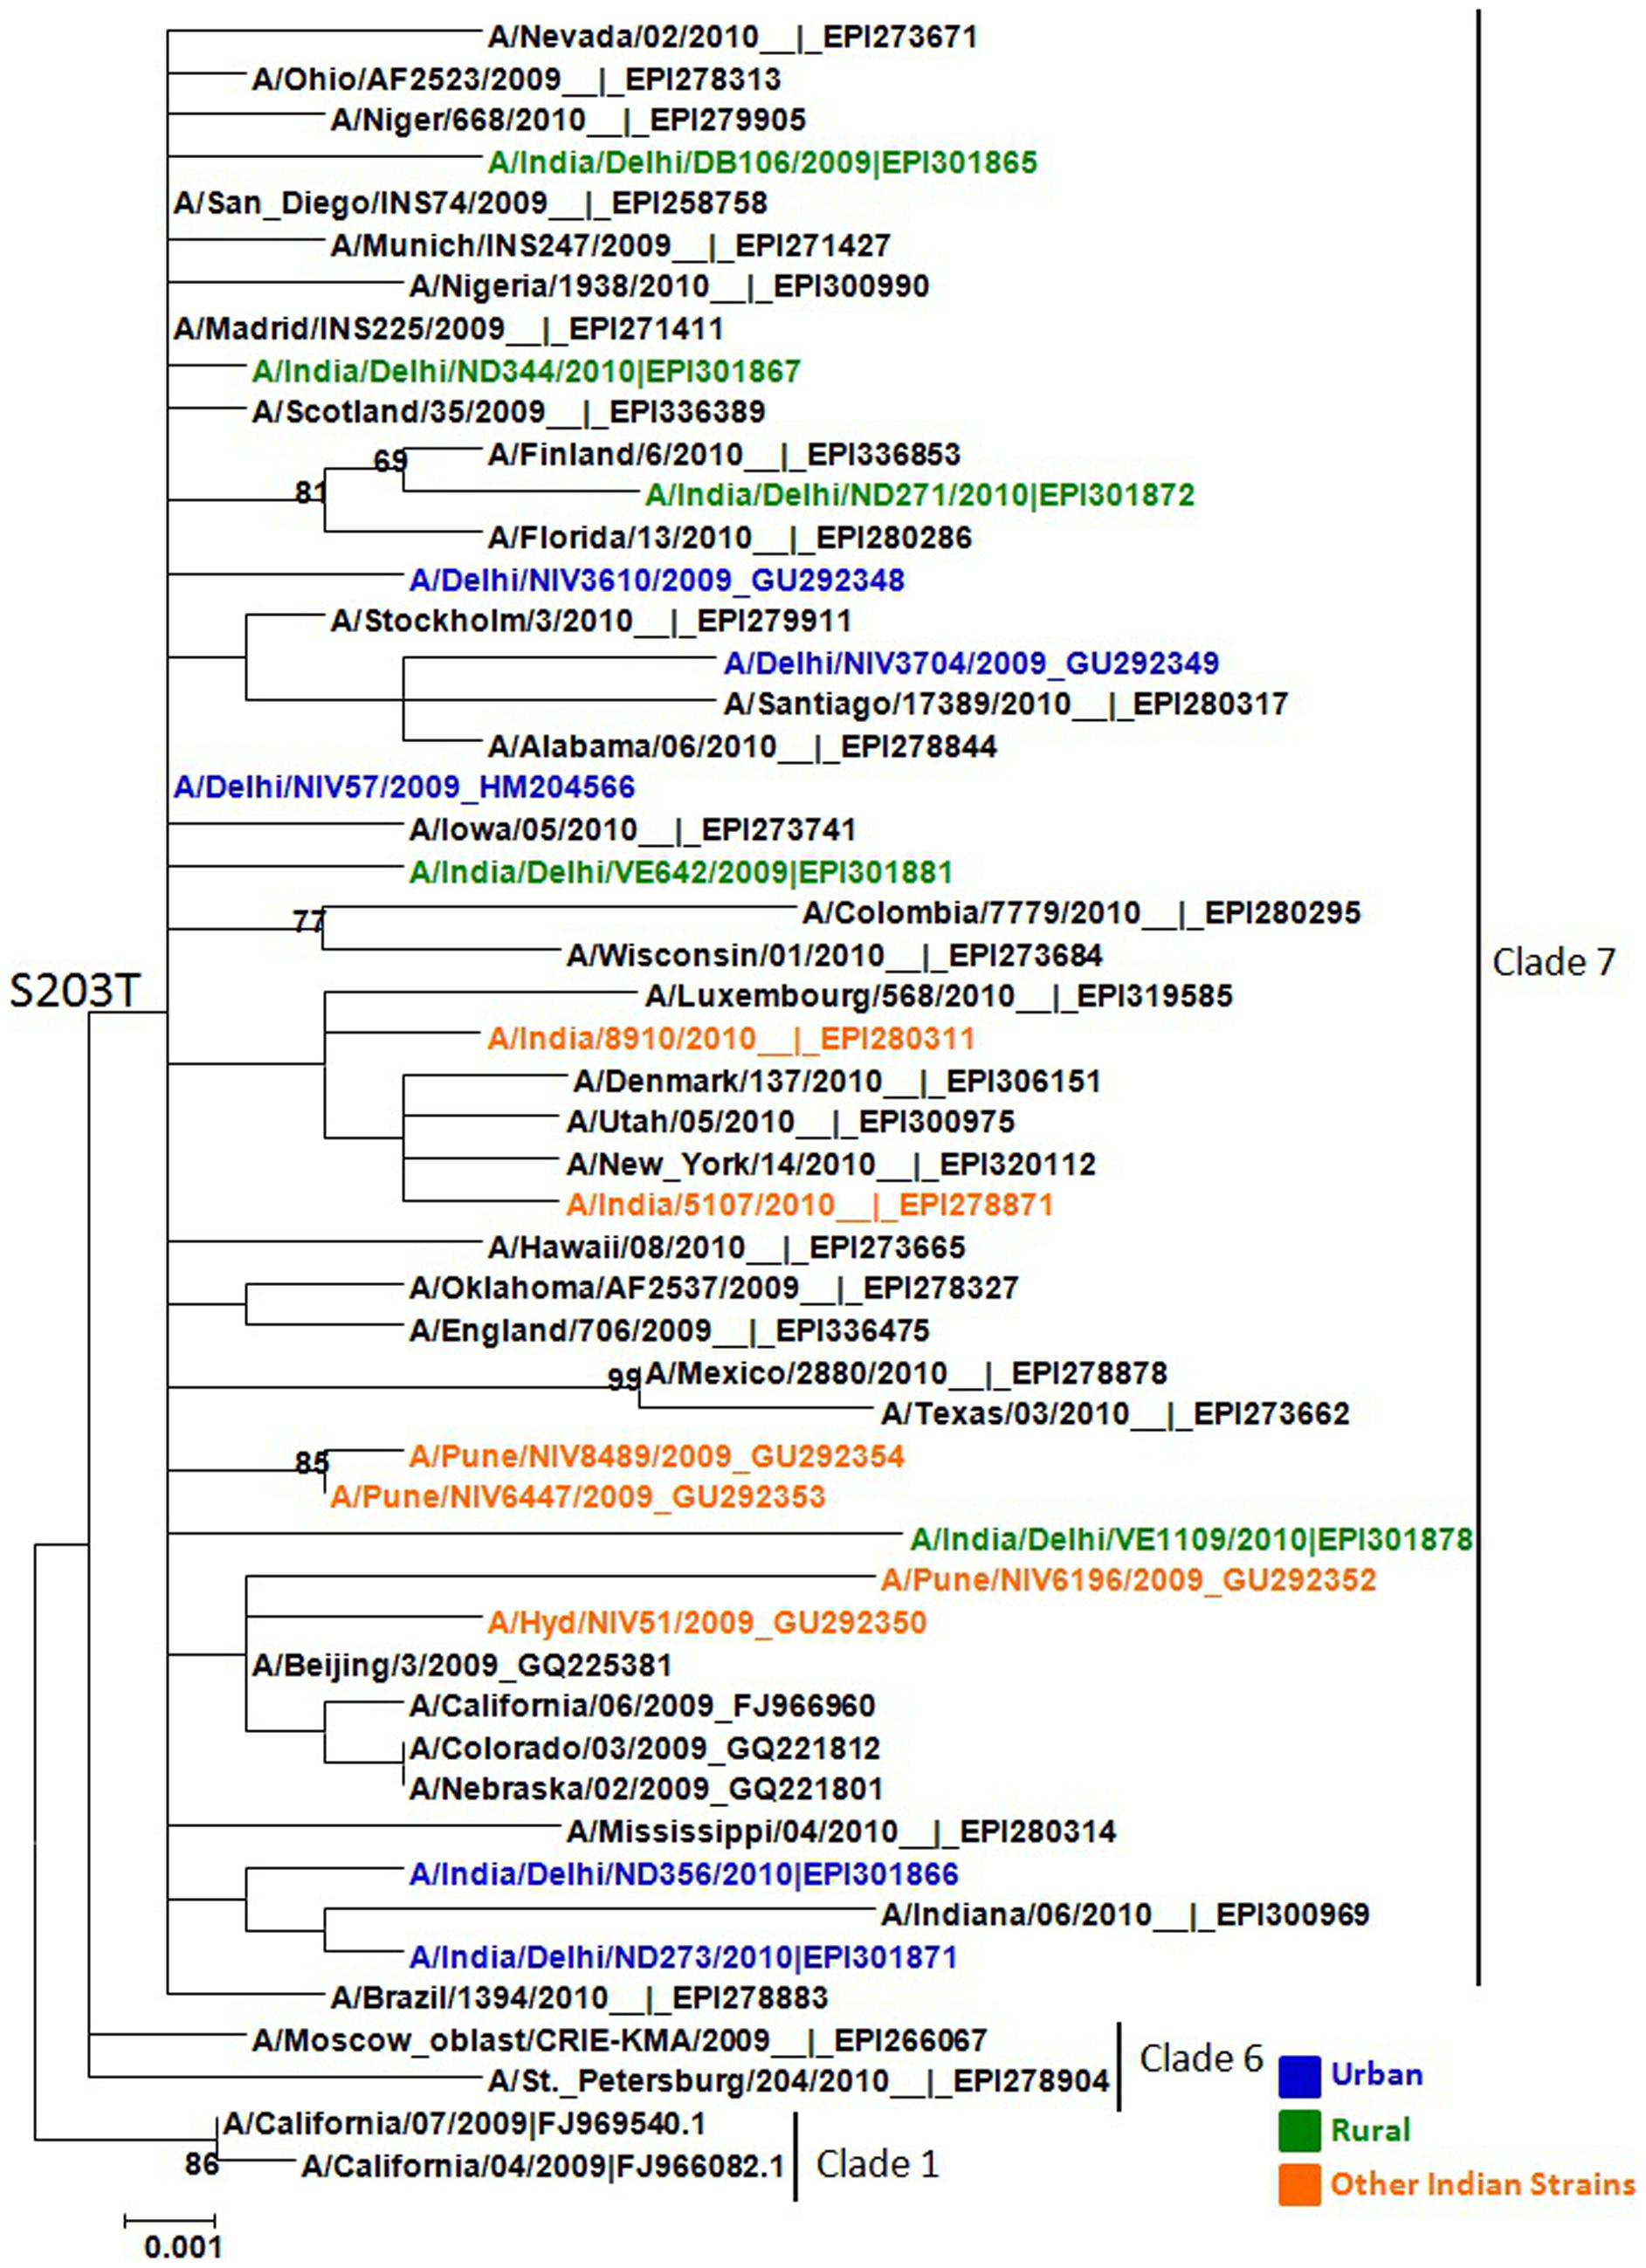 A/Nevada/02/2010__|_EPI273671
A/Ohio/AF2523/2009__|_EPI278313
A/Niger/668/2010__|_EPI279905
A/India/Delhi/DB106/2009|EPI301865
A/San_Diego/INS74/2009__|_EPI258758
A/Munich/INS247/2009__|_EPI271427
A/Nigeria/1938/2010__|_EPI300990
A/Madrid/INS225/2009__|_EPI271411
A/India/Delhi/ND344/2010|EPI301867
A/Scotland/35/2009__|_EPI336389
A/Finland/6/2010__|_EPI336853
69
81
A/India/Delhi/ND271/2010|EPI301872
A/Florida/13/2010__|_EPI280286
A/Delhi/NIV3610/2009_GU292348
A/Stockholm/3/2010__|_EPI279911
A/Delhi/NIV3704/2009_GU292349
A/Santiago/17389/2010__|_EPI280317
A/Alabama/06/2010__|_EPI278844
A/Delhi/NIV57/2009_HM204566
A/Iowa/05/2010__|_EPI273741
A/India/Delhi/VE642/2009|EPI301881
77
A/Colombia/7779/2010__|_EPI280295
A/Wisconsin/01/2010__|_EPI273684
Clade 7
S203T
A/Luxembourg/568/2010__|_EPI319585
A/India/8910/2010__|_EPI280311
A/Denmark/137/2010__|_EPI306151
A/Utah/05/2010__|_EPI300975
A/New_York/14/2010__|_EPI320112
A/India/5107/2010__|_EPI278871
A/Hawaii/08/2010__|_EPI273665
A/Oklahoma/AF2537/2009__|_EPI278327
A/England/706/2009__|_EPI336475
99
A/Mexico/2880/2010__|_EPI278878
A/Texas/03/2010__|_EPI273662
85
A/Pune/NIV8489/2009_GU292354
A/Pune/NIV6447/2009_GU292353
A/India/Delhi/VE1109/2010|EPI301878
A/Pune/NIV6196/2009_GU292352
A/Hyd/NIV51/2009_GU292350
A/Beijing/3/2009_GQ225381
A/California/06/2009_FJ966960
A/Colorado/03/2009_GQ221812
A/Nebraska/02/2009_GQ221801
A/Mississippi/04/2010__|_EPI280314
A/India/Delhi/ND356/2010|EPI301866
A/Indiana/06/2010__|_EPI300969
A/India/Delhi/ND273/2010|EPI301871
A/Brazil/1394/2010__|_EPI278883
A/Moscow_oblast/CRIE-KMA/2009__|_EPI266067
A/St._Petersburg/204/2010__|_EPI278904
Clade 6
A/California/07/2009|FJ969540.1
86
A/California/04/2009|FJ966082.1
Clade 1
Urban
Rural
Other Indian Strains
0.001